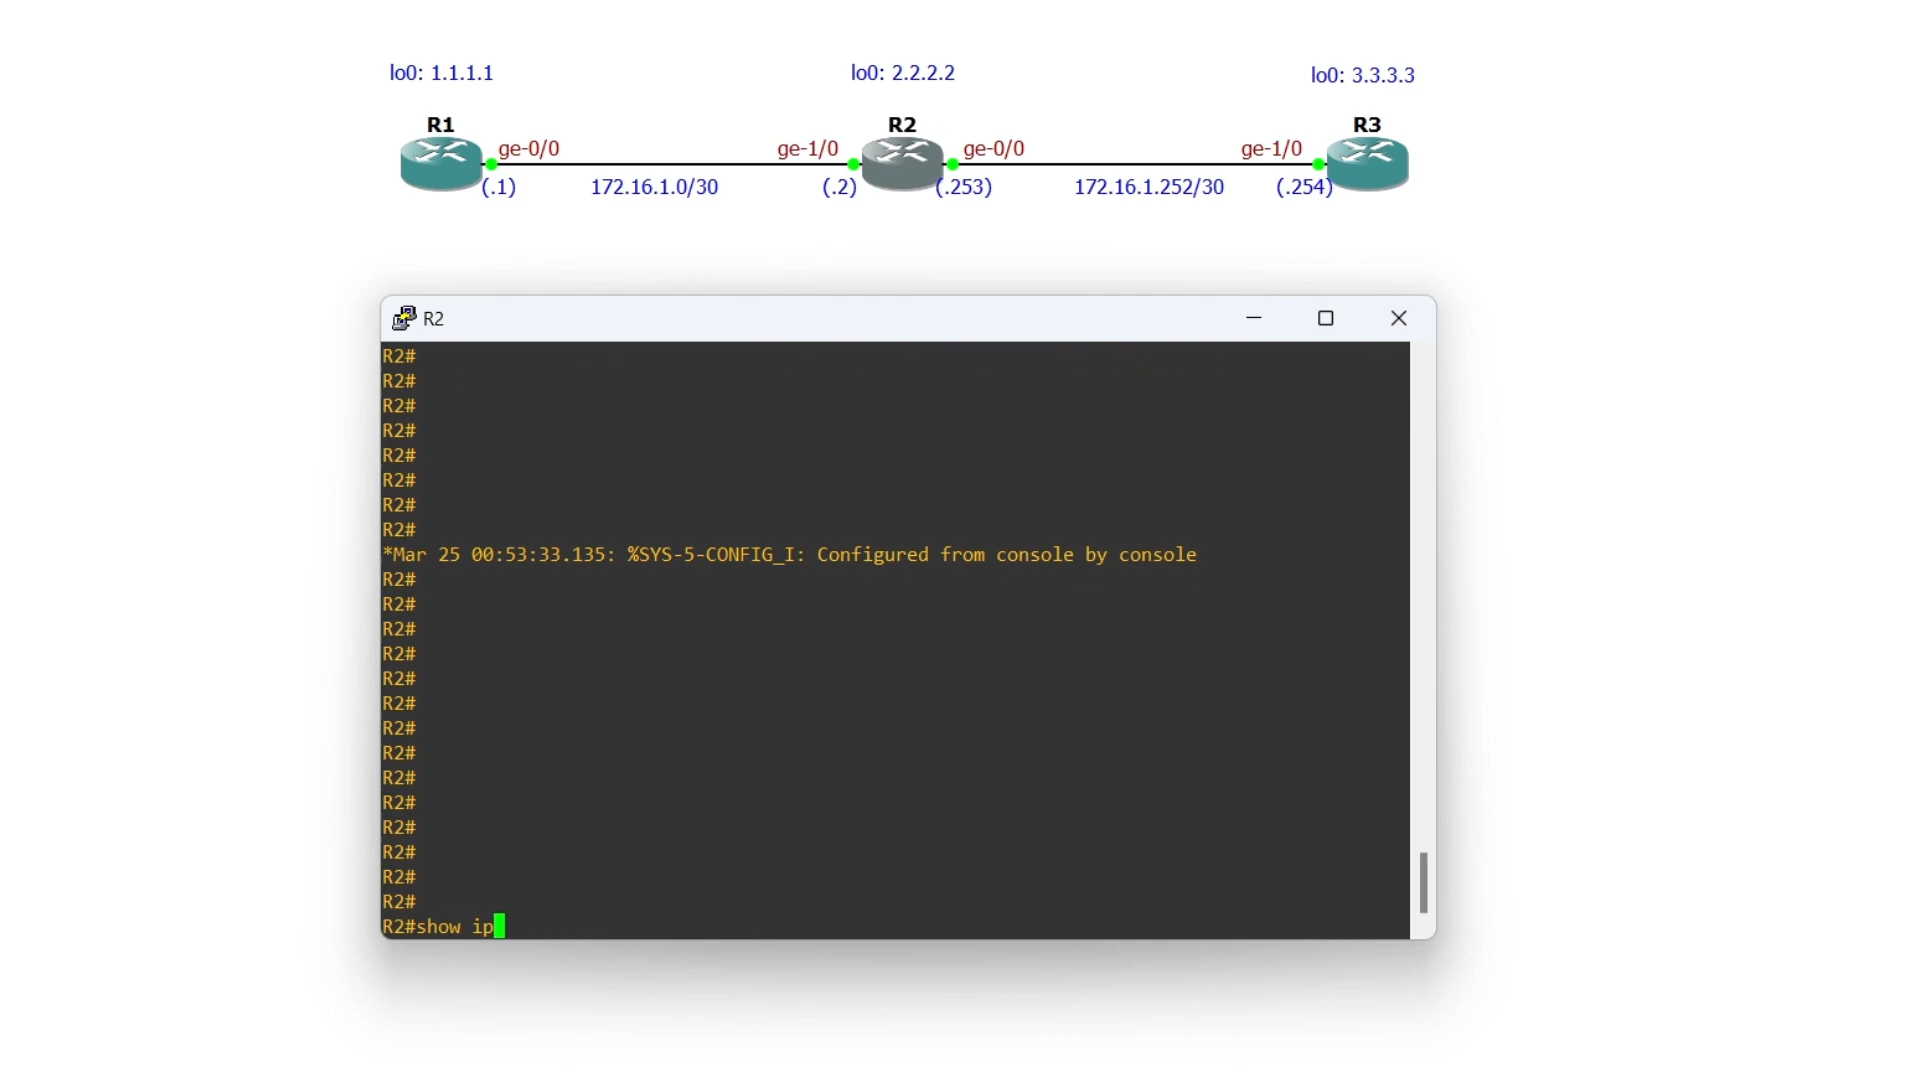 lo0: 1.1.1.1
lo0: 2.2.2.2
lo0: 3.3.3.3
R1
R2
R3
ge-0/0
ge-1/0
ge-0/0
ge-1/0
(.1)
172.16.1.0/30
(.2)
(.253)
172.16.1.252/30
(.254)
R2
R2#
R2#
R2#
R2#
R2#
R2#
R2#
R2#
*Mar 25 00:53:33.135: %SYS-5-CONFIG_I: Configured from console by console
R2#
R2#
R2#
R2#
R2#
R2#
R2#
R2#
R2#
R2#
R2#
R2#
R2#
R2#
R2#show ip